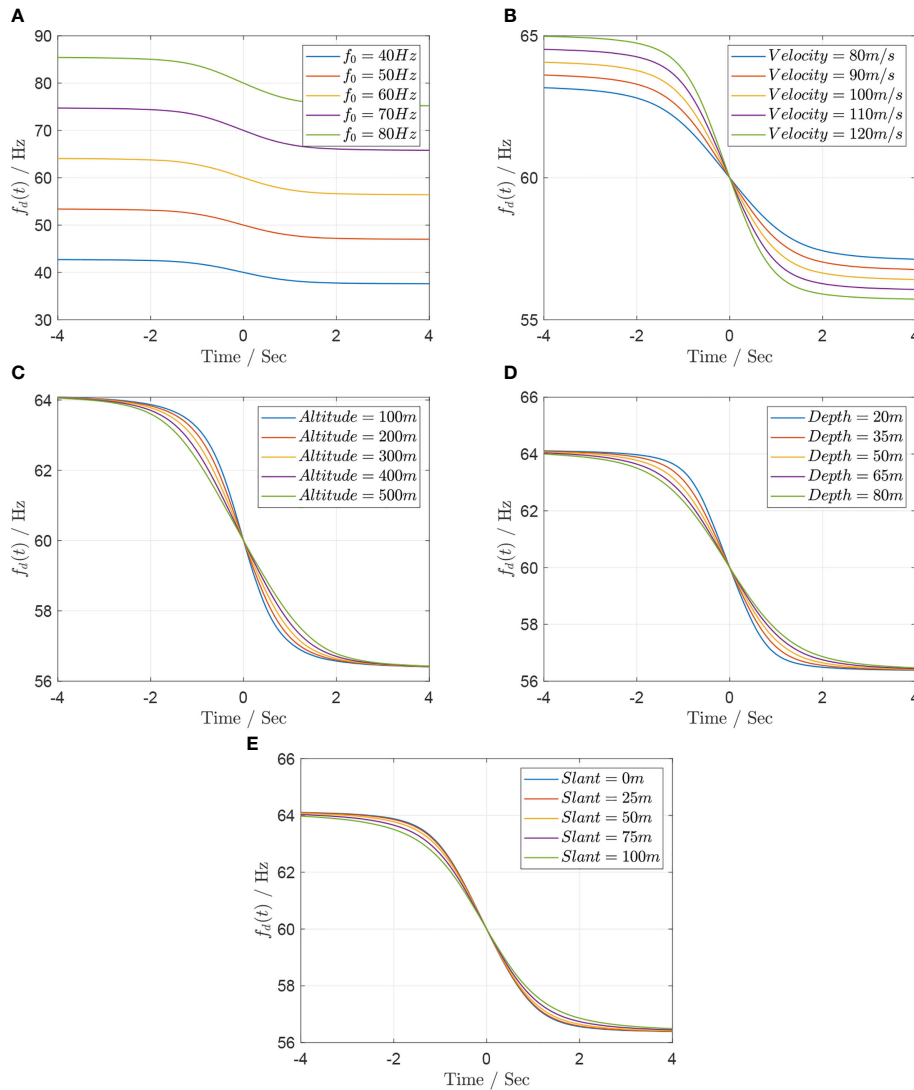 A
90
80
70
60
50
40
30
-4 -2 0 2 4
f_d(t) / Hz
Time / Sec
f_0 = 40Hz
f_0 = 50Hz
f_0 = 60Hz
f_0 = 70Hz
f_0 = 80Hz
B
65
60
55
-4 -2 0 2 4
f_d(t) / Hz
Time / Sec
Velocity = 80m/s
Velocity = 90m/s
Velocity = 100m/s
Velocity = 110m/s
Velocity = 120m/s
C
64
62
60
58
56
-4 -2 0 2 4
f_d(t) / Hz
Time / Sec
Altitude = 100m
Altitude = 200m
Altitude = 300m
Altitude = 400m
Altitude = 500m
D
66
64
62
60
58
56
-4 -2 0 2 4
f_d(t) / Hz
Time / Sec
Depth = 20m
Depth = 35m
Depth = 50m
Depth = 65m
Depth = 80m
E
66
64
62
60
58
56
-4 -2 0 2 4
f_d(t) / Hz
Time / Sec
Slant = 0m
Slant = 25m
Slant = 50m
Slant = 75m
Slant = 100m